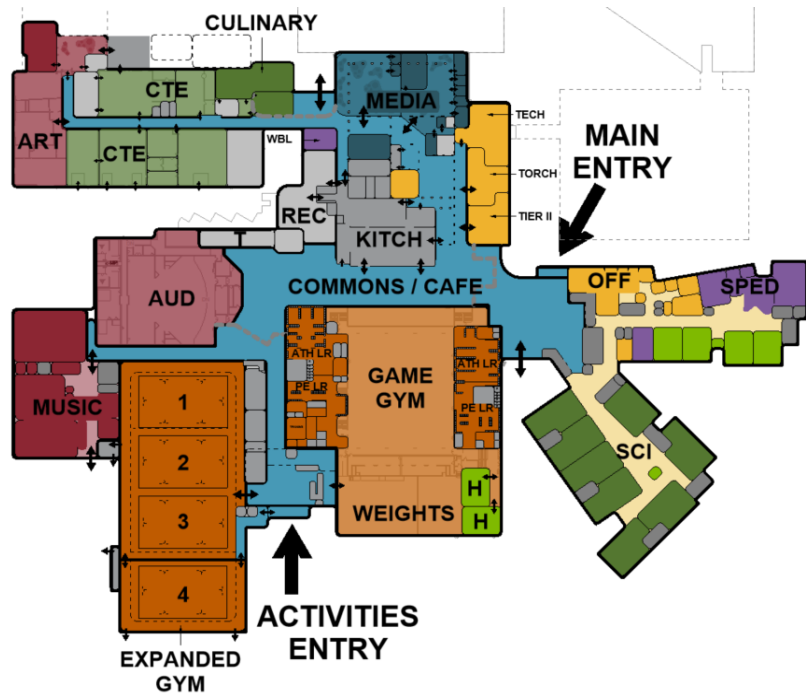 CULINARY
CTE
MEDIA
TECH
ART
CTE
WBL
MAIN
ENTRY
TORCH
REC
TIER II
KITCH
OFF
SPED
AUD
COMMONS / CAFE
ATH LR
ATH LR
GAME
GYM
PE LR
PE LR
MUSIC
1
2
SCI
3
H
WEIGHTS
H
4
ACTIVITIES
ENTRY
EXPANDED
GYM